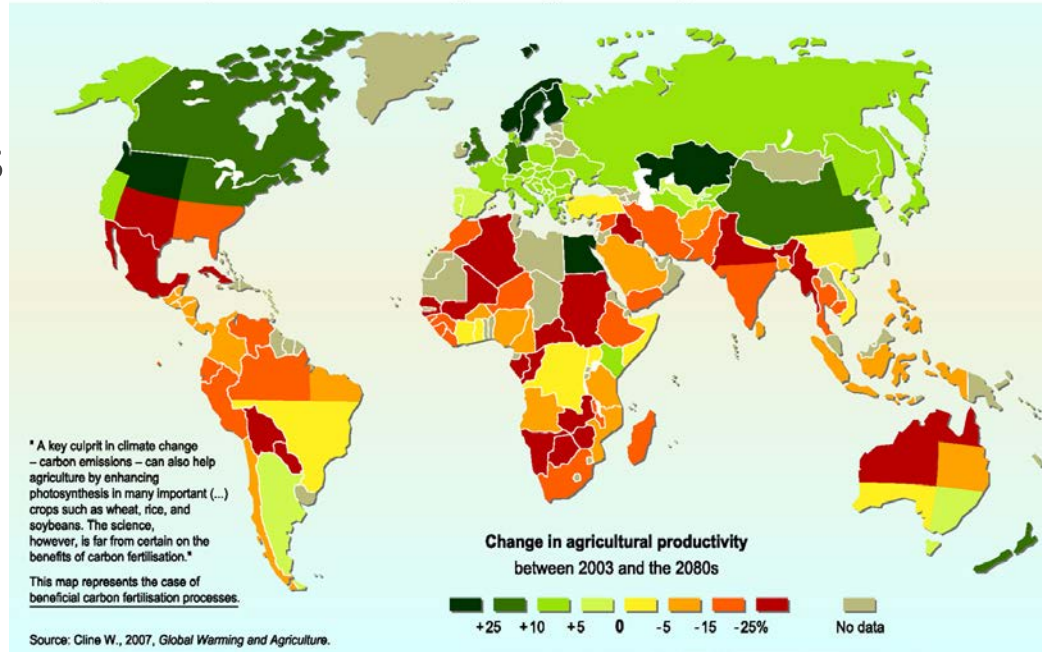 s
" A key culprit in climate change
– carbon emissions – can also help
agriculture by enhancing
photosynthesis in many important (...)
crops such as wheat, rice, and
soybeans. The science,
however, is far from certain on the
benefits of carbon fertilisation."
This map represents the case of
beneficial carbon fertilisation processes.
Source: Cline W., 2007, Global Warming and Agriculture.
Change in agricultural productivity
between 2003 and the 2080s
+25 +10 +5 0 -5 -15 -25% No data